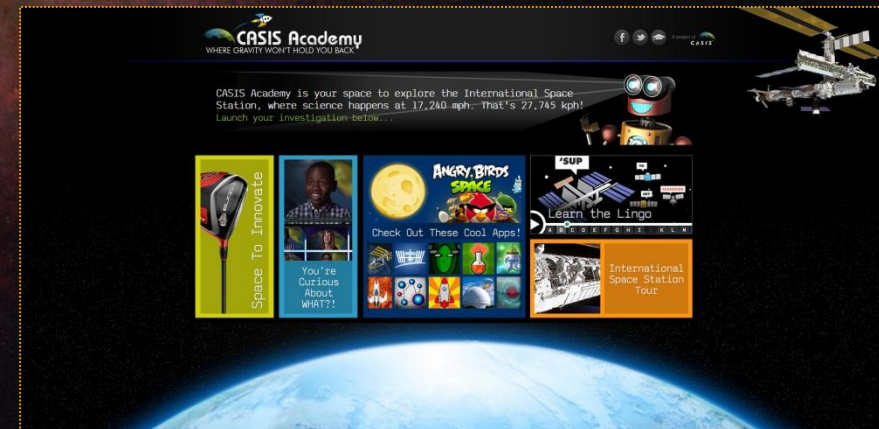 CASIS Academy
WHERE GRAVITY WON'T HOLD YOU BACK
A project of
CASIS
CASIS Academy is your space to explore the International Space
Station, where science happens at 17,240 mph. That's 27,745 kph!
Launch your investigation below...
Space To Innovate
You're
Curious
About
WHAT?!
ANGRY BIRDS
SPACE
Check Out These Cool Apps!
'SUP
Learn the Lingo
A B C D E F G H I K L M
International
Space Station
Tour